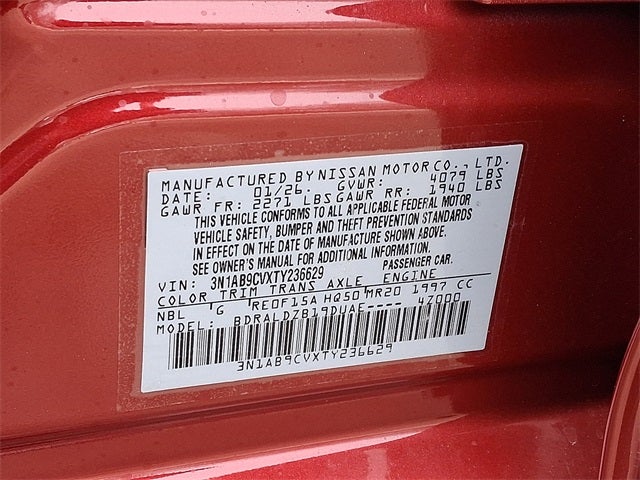 MANUFACTURED BY NISSAN MOTOR CO., LTD.
DATE: 01/26. GVWR: 4079 LBS
GAWR FR: 2271 LBS GAWR RR: 1940 LBS
THIS VEHICLE CONFORMS TO ALL APPLICABLE FEDERAL MOTOR
VEHICLE SAFETY, BUMPER AND THEFT PREVENTION STANDARDS
IN EFFECT ON THE DATE OF MANUFACTURE SHOWN ABOVE.
SEE OWNER'S MANUAL FOR ADDITIONAL INFORMATION.
VIN: 3N1AB9CVXTY236629 PASSENGER CAR.
COLOR TRIM TRANS AXLE ENGINE
NBL G RE0F15A HQ50 MR20 1997 CC
MODEL: BDRALDZB19DUAE---- 4Z000
3N1AB9CVXTY236629